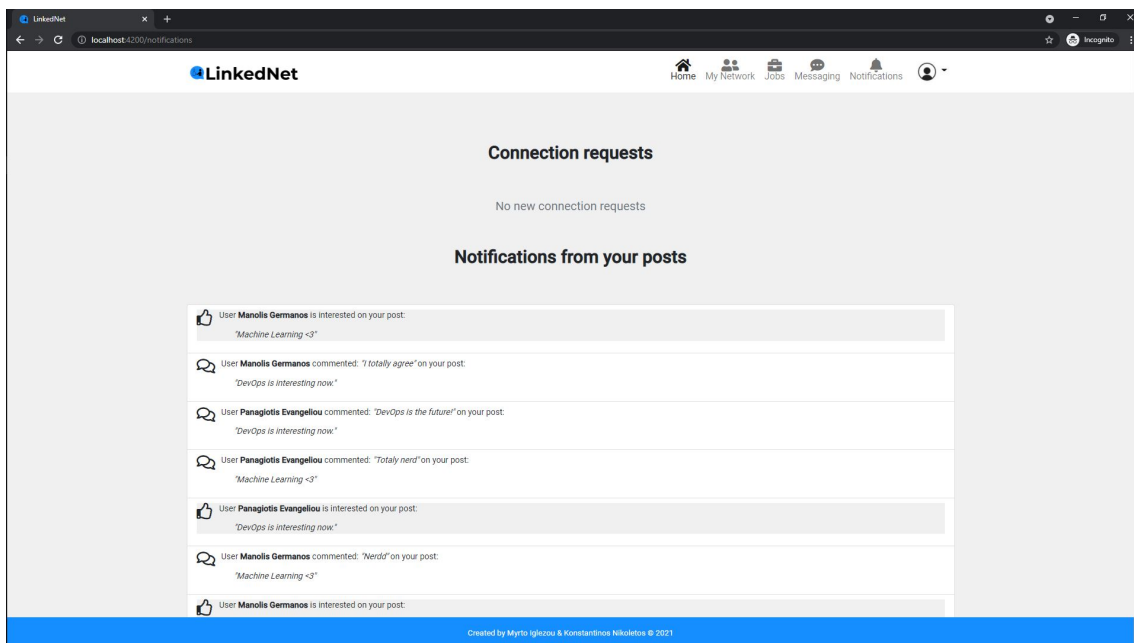 LinkedNet
localhost:4200/notifications
Incognito
LinkedNet
Home My Network Jobs Messaging Notifications
Connection requests
No new connection requests
Notifications from your posts
User Manolis Germanos is interested on your post:
"Machine Learning <3"
User Manolis Germanos commented: "I totally agree" on your post:
"DevOps is interesting now."
User Panagiotis Evangeliou commented: "DevOps is the future!" on your post:
"DevOps is interesting now."
User Panagiotis Evangeliou commented: "Totaly nerd" on your post:
"Machine Learning <3"
User Panagiotis Evangeliou is interested on your post:
"DevOps is interesting now."
User Manolis Germanos commented: "Nerdd" on your post:
"Machine Learning <3"
User Manolis Germanos is interested on your post:
Created by Myrto Iglezou & Konstantinos Nikoletos © 2021